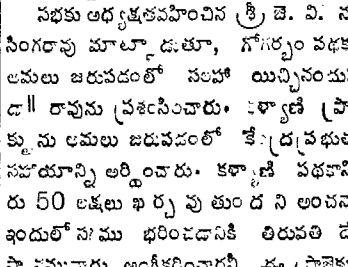 సభకు అధ్యక్షతవహించిన శ్రీ జె. వి. న
సింగరావు మాట్లాడుతూ, గోగర్భం పథక
అమలు జరుపడంలో సలహా యిచ్చినందు
డా॥ రావును ప్రశంసించారు. కళ్యాణి ప్రా
క్టును అమలు జరుపడంలో కేంద్రప్రభుత
సహాయాన్ని అర్థించారు. కళ్యాణి పథకాని
రు 50 లక్షలు ఖర్చవుతుందని అంచన
ఇందులో సగము భరించడానికి తిరుపతి దే